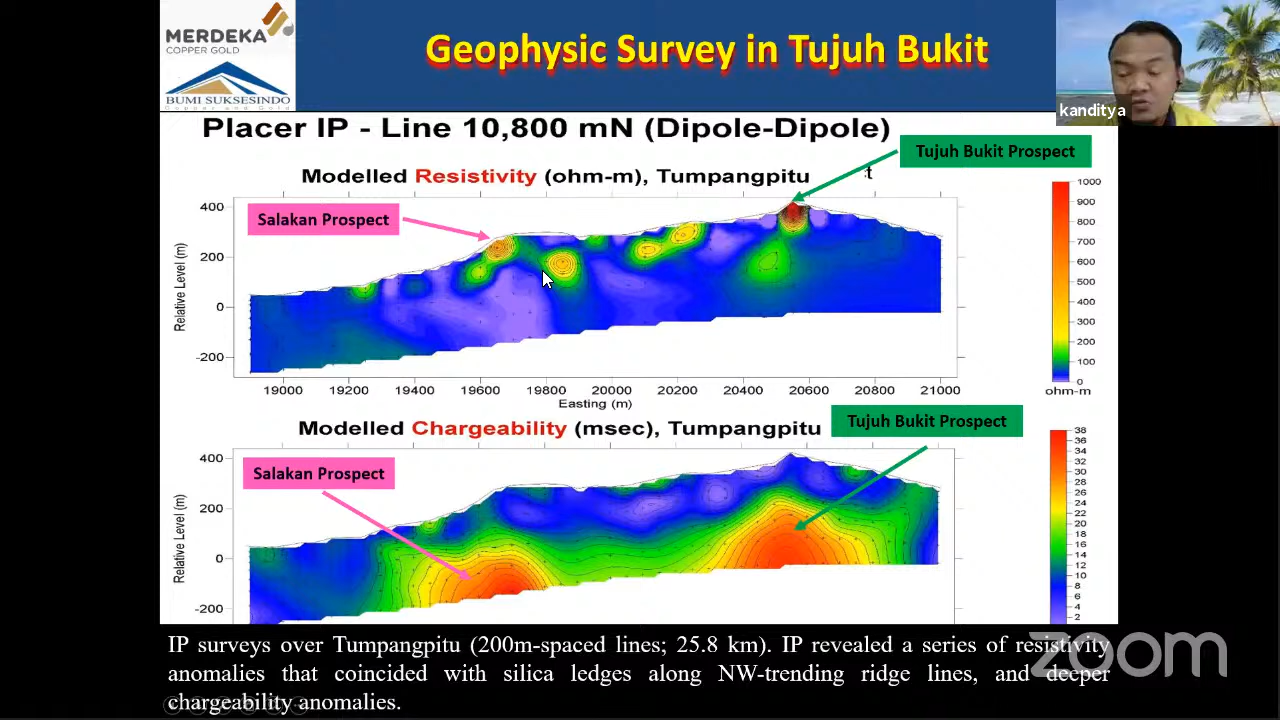 MERDEKA
COPPER GOLD
BUMI SUKSESINDO
Copper and Gold
Geophysic Survey in Tujuh Bukit
kanditya
Placer IP - Line 10,800 mN (Dipole-Dipole)
Tujuh Bukit Prospect
Modelled Resistivity (ohm-m), Tumpangpitu
Salakan Prospect
Relative Level (m)
400
200
0
-200
19000 19200 19400 19600 19800 20000 20200 20400 20600 20800 21000
Easting (m)
1000
900
800
700
600
500
400
300
200
100
0
ohm-m
Modelled Chargeability (msec), Tumpangpitu
Tujuh Bukit Prospect
Salakan Prospect
Relative Level (m)
400
200
0
-200
38
36
34
32
30
28
26
24
22
20
18
16
14
12
10
8
6
4
2
IP surveys over Tumpangpitu (200m-spaced lines; 25.8 km). IP revealed a series of resistivity
anomalies that coincided with silica ledges along NW-trending ridge lines, and deeper
chargeability anomalies.
zoom